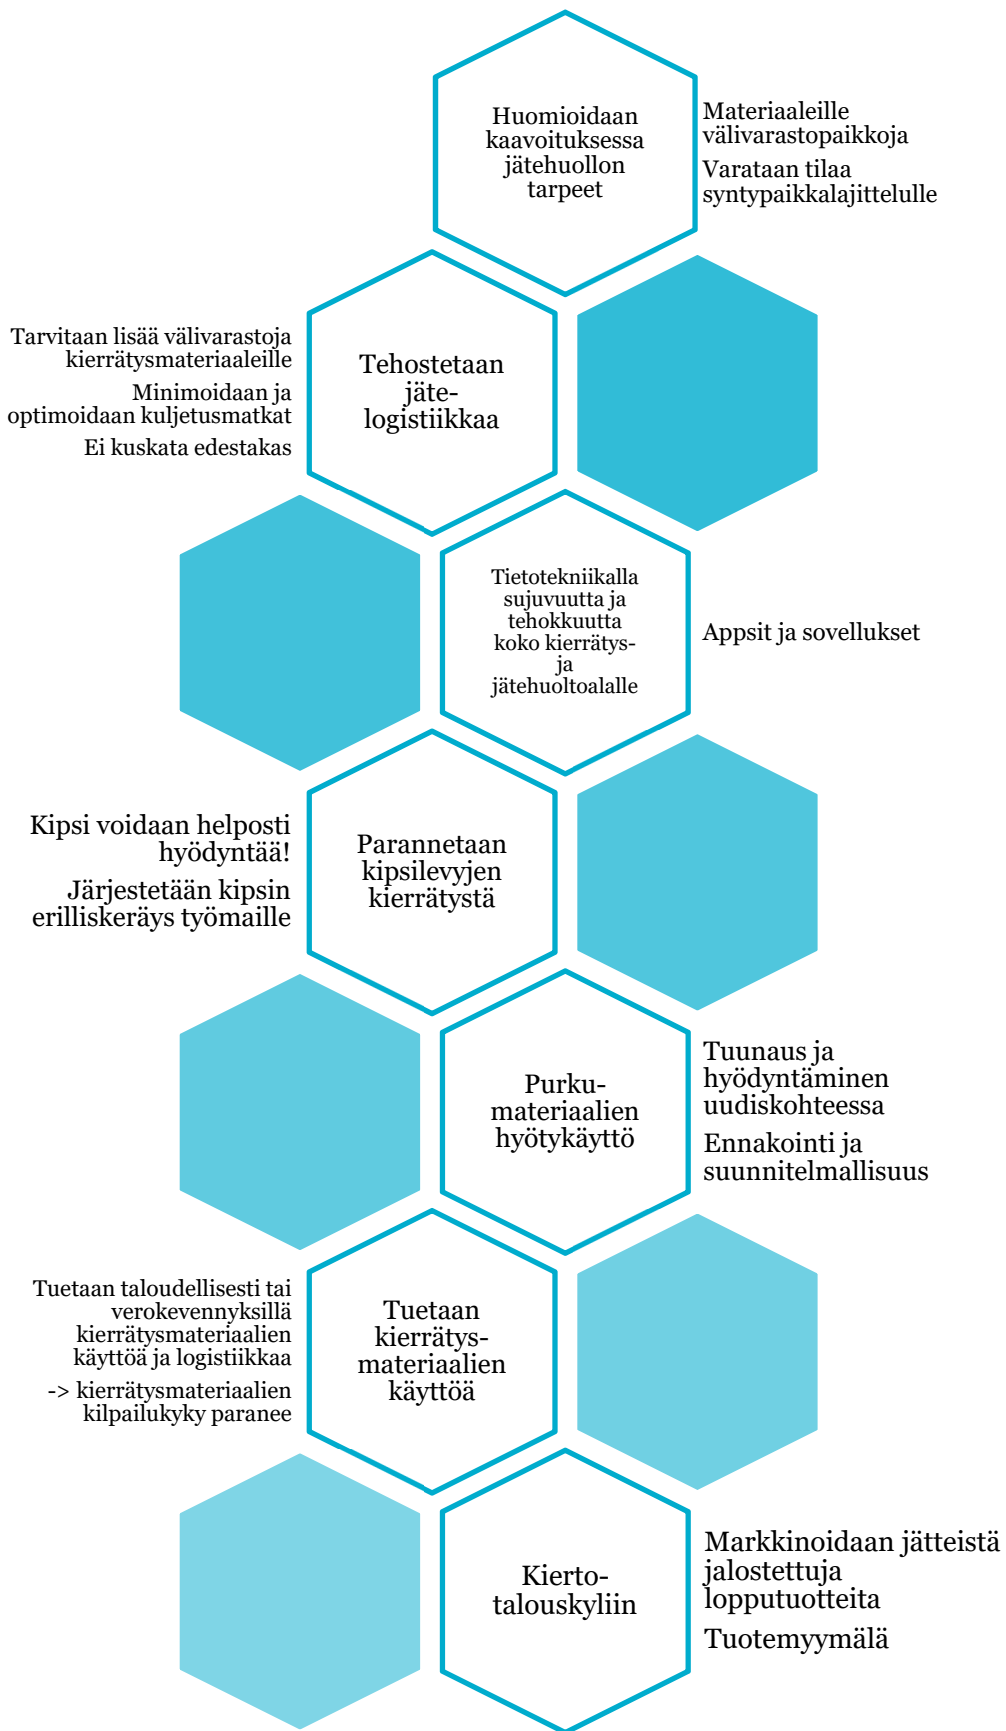 Huomioidaan
kaavoituksessa
jätehuollon
tarpeet
Materiaaleille
välivarastopaikkoja
Varataan tilaa
syntypaikkalajittelulle
Tarvitaan lisää välivarastoja
kierrätysmateriaaleille
Minimoidaan ja
optimoidaan kuljetusmatkat
Ei kuskata edestakas
Tehostetaan
jäte-
logistiikkaa
Tietotekniikalla
sujuvuutta ja
tehokkuutta
koko kierrätys-
ja
jätehuoltoalalle
Appsit ja sovellukset
Kipsi voidaan helposti
hyödyntää!
Järjestetään kipsin
erilliskeräys työmaille
Parannetaan
kipsilevyjen
kierrätystä
Purku-
materiaalien
hyötykäyttö
Tuunaus ja
hyödyntäminen
uudiskohteessa
Ennakointi ja
suunnitelmallisuus
Tuetaan taloudellisesti tai
verokevennyksillä
kierrätysmateriaalien
käyttöä ja logistiikkaa
-> kierrätysmateriaalien
kilpailukyky paranee
Tuetaan
kierrätys-
materiaalien
käyttöä
Kierto-
talouskyliin
Markkinoidaan jätteistä
jalostettuja
lopputuotteita
Tuotemyymälä